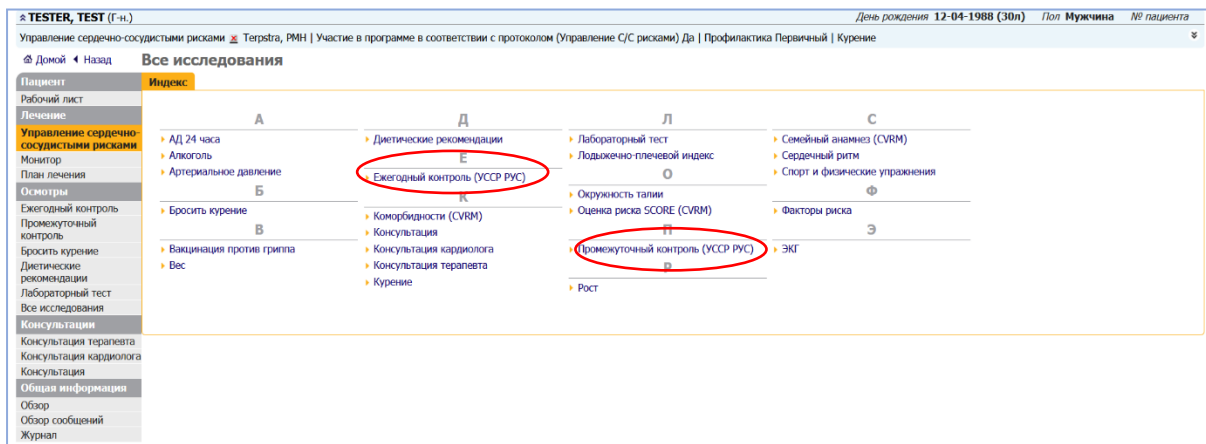 TESTER, TEST (Г-н.) День рождения 12-04-1988 (30л) Пол Мужчина № пациента
Управление сердечно-сосудистыми рисками Terpstra, PMH | Участие в программе в соответствии с протоколом (Управление С/С рисками) Да | Профилактика Первичный | Курение
Домой Назад
Все исследования
Пациент
Рабочий лист
Лечение
Управление сердечно-
сосудистыми рисками
Монитор
План лечения
Осмотры
Ежегодный контроль
Промежуточный
контроль
Бросить курение
Диетические
рекомендации
Лабораторный тест
Все исследования
Консультации
Консультация терапевта
Консультация кардиолога
Консультация
Общая информация
Обзор
Обзор сообщений
Журнал
Индекс
А
АД 24 часа
Алкоголь
Артериальное давление
Б
Бросить курение
В
Вакцинация против гриппа
Вес
Д
Диетические рекомендации
Е
Ежегодный контроль (УССР РУС)
К
Коморбидности (CVRM)
Консультация
Консультация кардиолога
Консультация терапевта
Курение
Л
Лабораторный тест
Лодыжечно-плечевой индекс
О
Окружность талии
Оценка риска SCORE (CVRM)
П
Промежуточный контроль (УССР РУС)
Р
Рост
С
Семейный анамнез (CVRM)
Сердечный ритм
Спорт и физические упражнения
Ф
Факторы риска
Э
ЭКГ